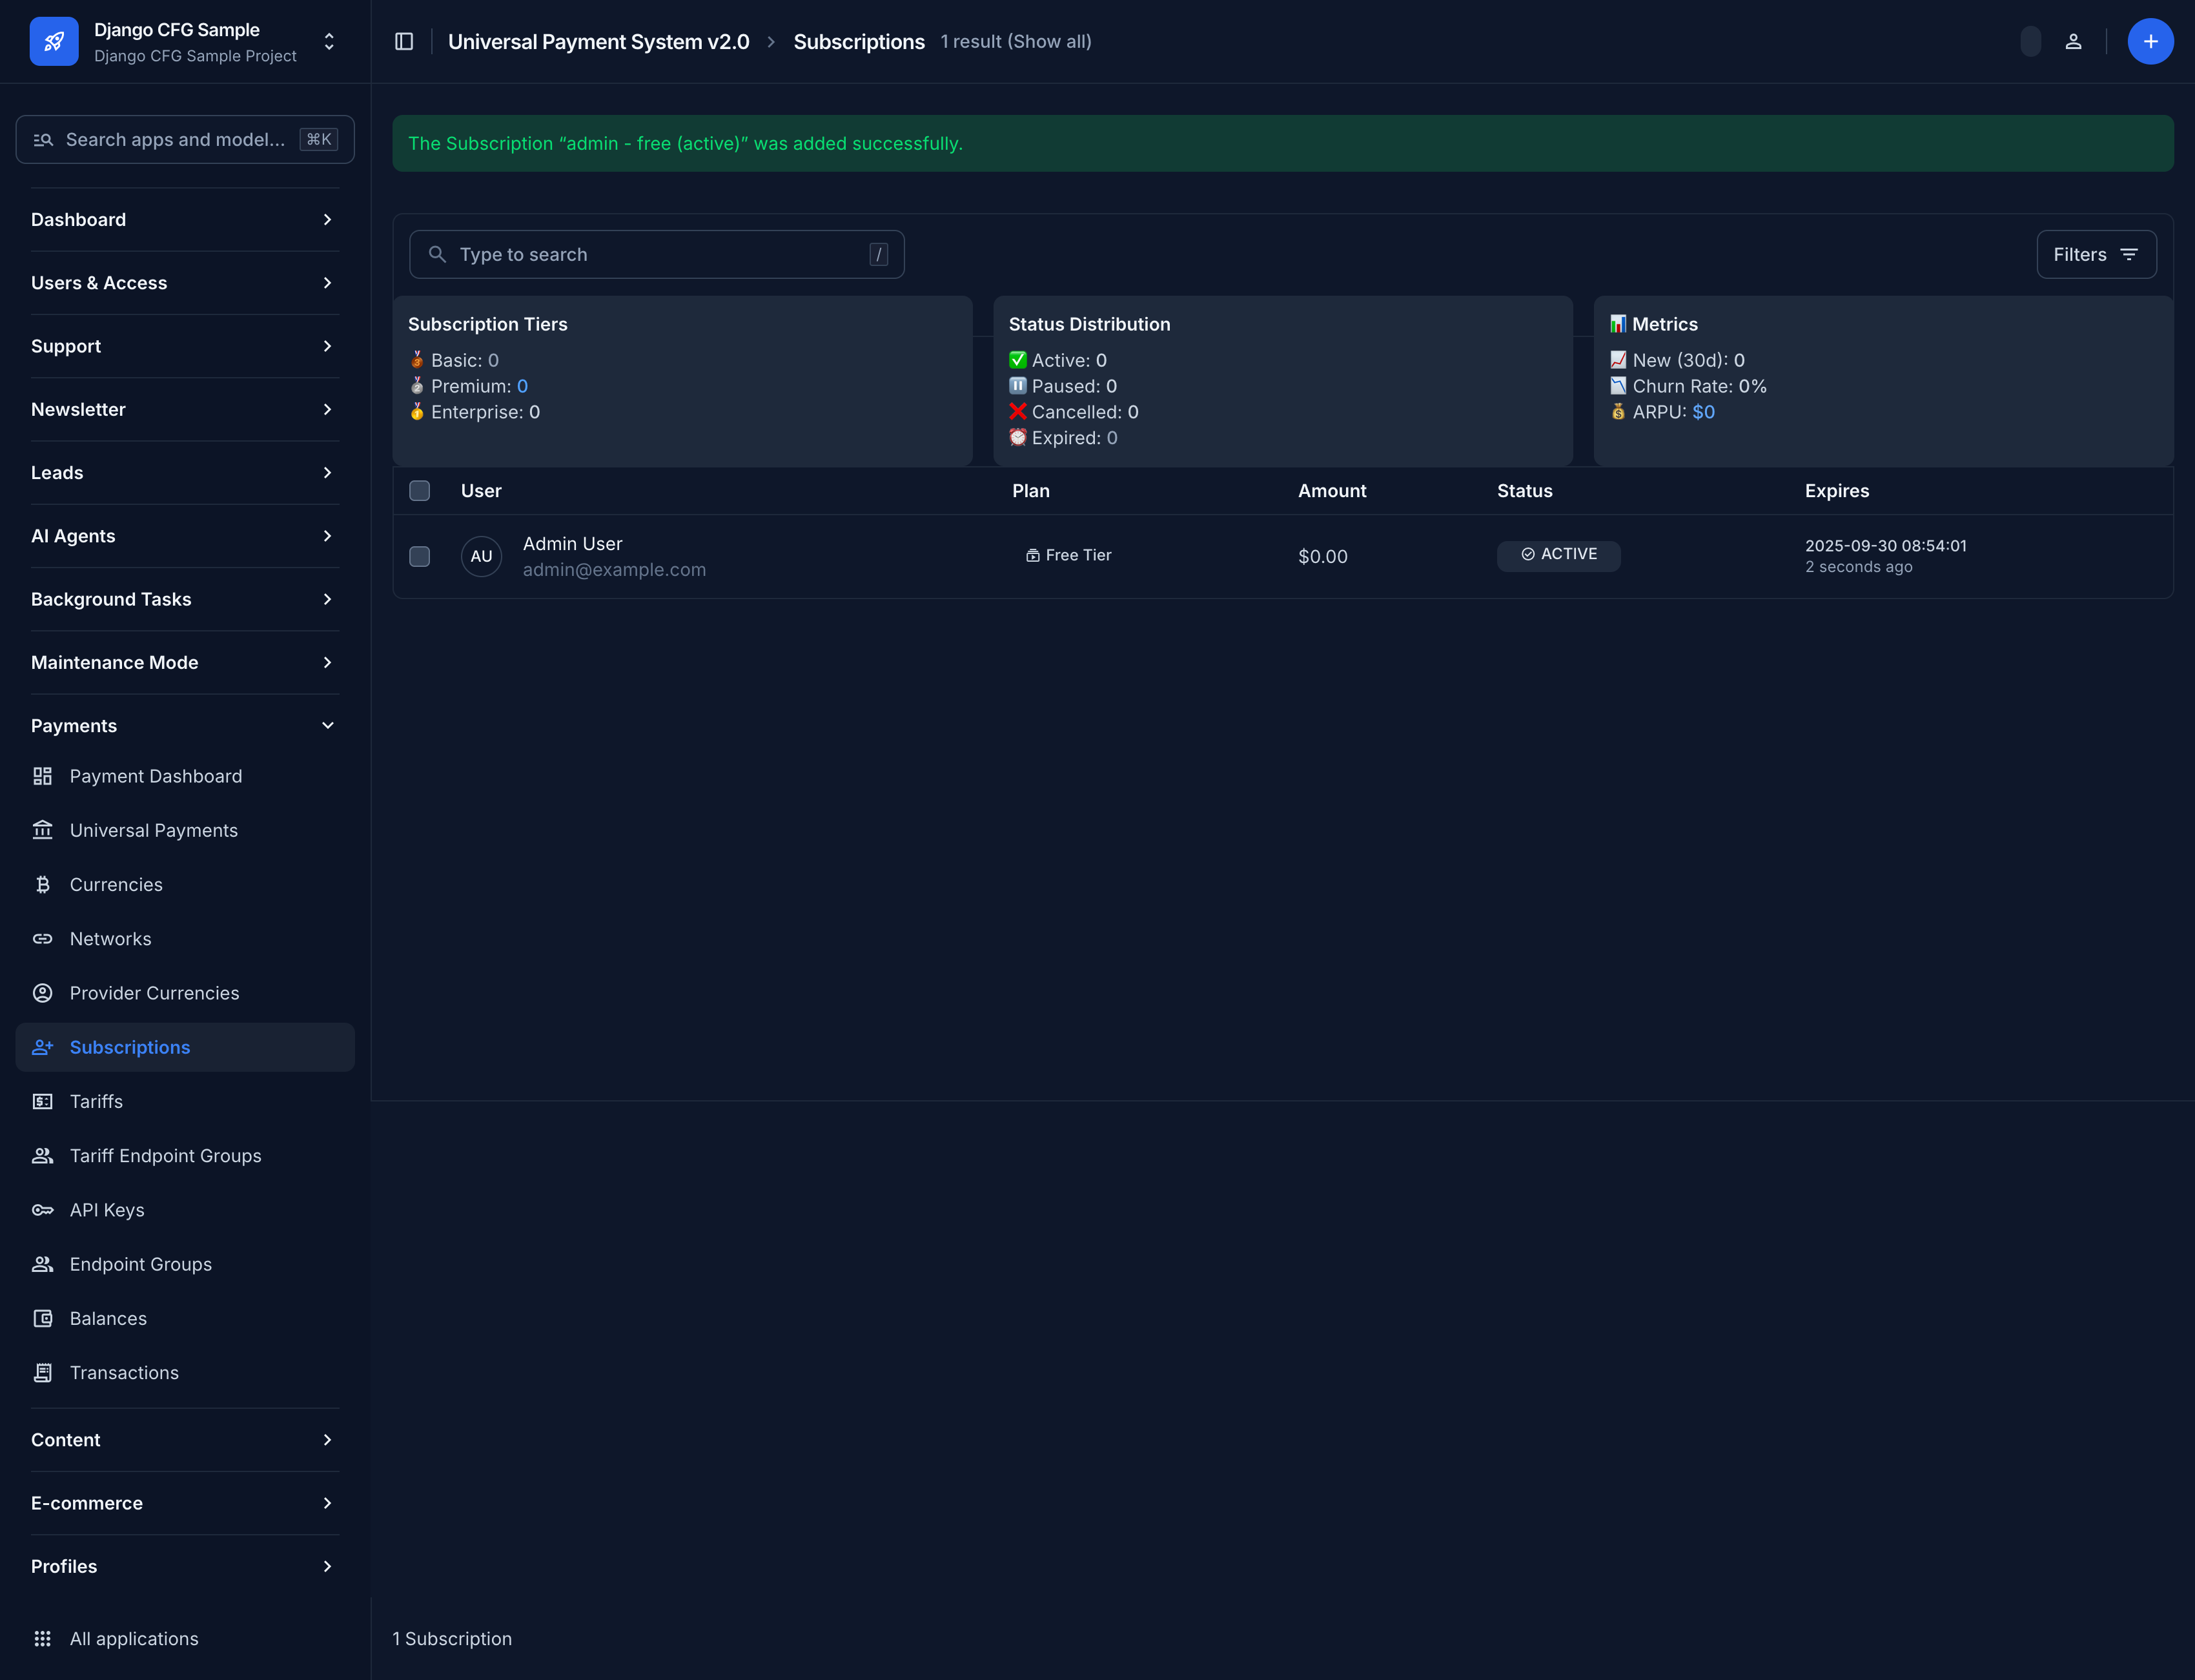 Django CFG Sample
Django CFG Sample Project
Search apps and model... ⌘K
Dashboard
Users & Access
Support
Newsletter
Leads
AI Agents
Background Tasks
Maintenance Mode
Payments
Payment Dashboard
Universal Payments
Currencies
Networks
Provider Currencies
Subscriptions
Tariffs
Tariff Endpoint Groups
API Keys
Endpoint Groups
Balances
Transactions
Content
E-commerce
Profiles
All applications
Universal Payment System v2.0 > Subscriptions 1 result (Show all)
The Subscription “admin - free (active)” was added successfully.
Type to search /
Filters
Subscription Tiers
Basic: 0
Premium: 0
Enterprise: 0
Status Distribution
Active: 0
Paused: 0
Cancelled: 0
Expired: 0
Metrics
New (30d): 0
Churn Rate: 0%
ARPU: $0
User Plan Amount Status Expires
AU
Admin User
admin@example.com
Free Tier
$0.00
ACTIVE
2025-09-30 08:54:01
2 seconds ago
1 Subscription